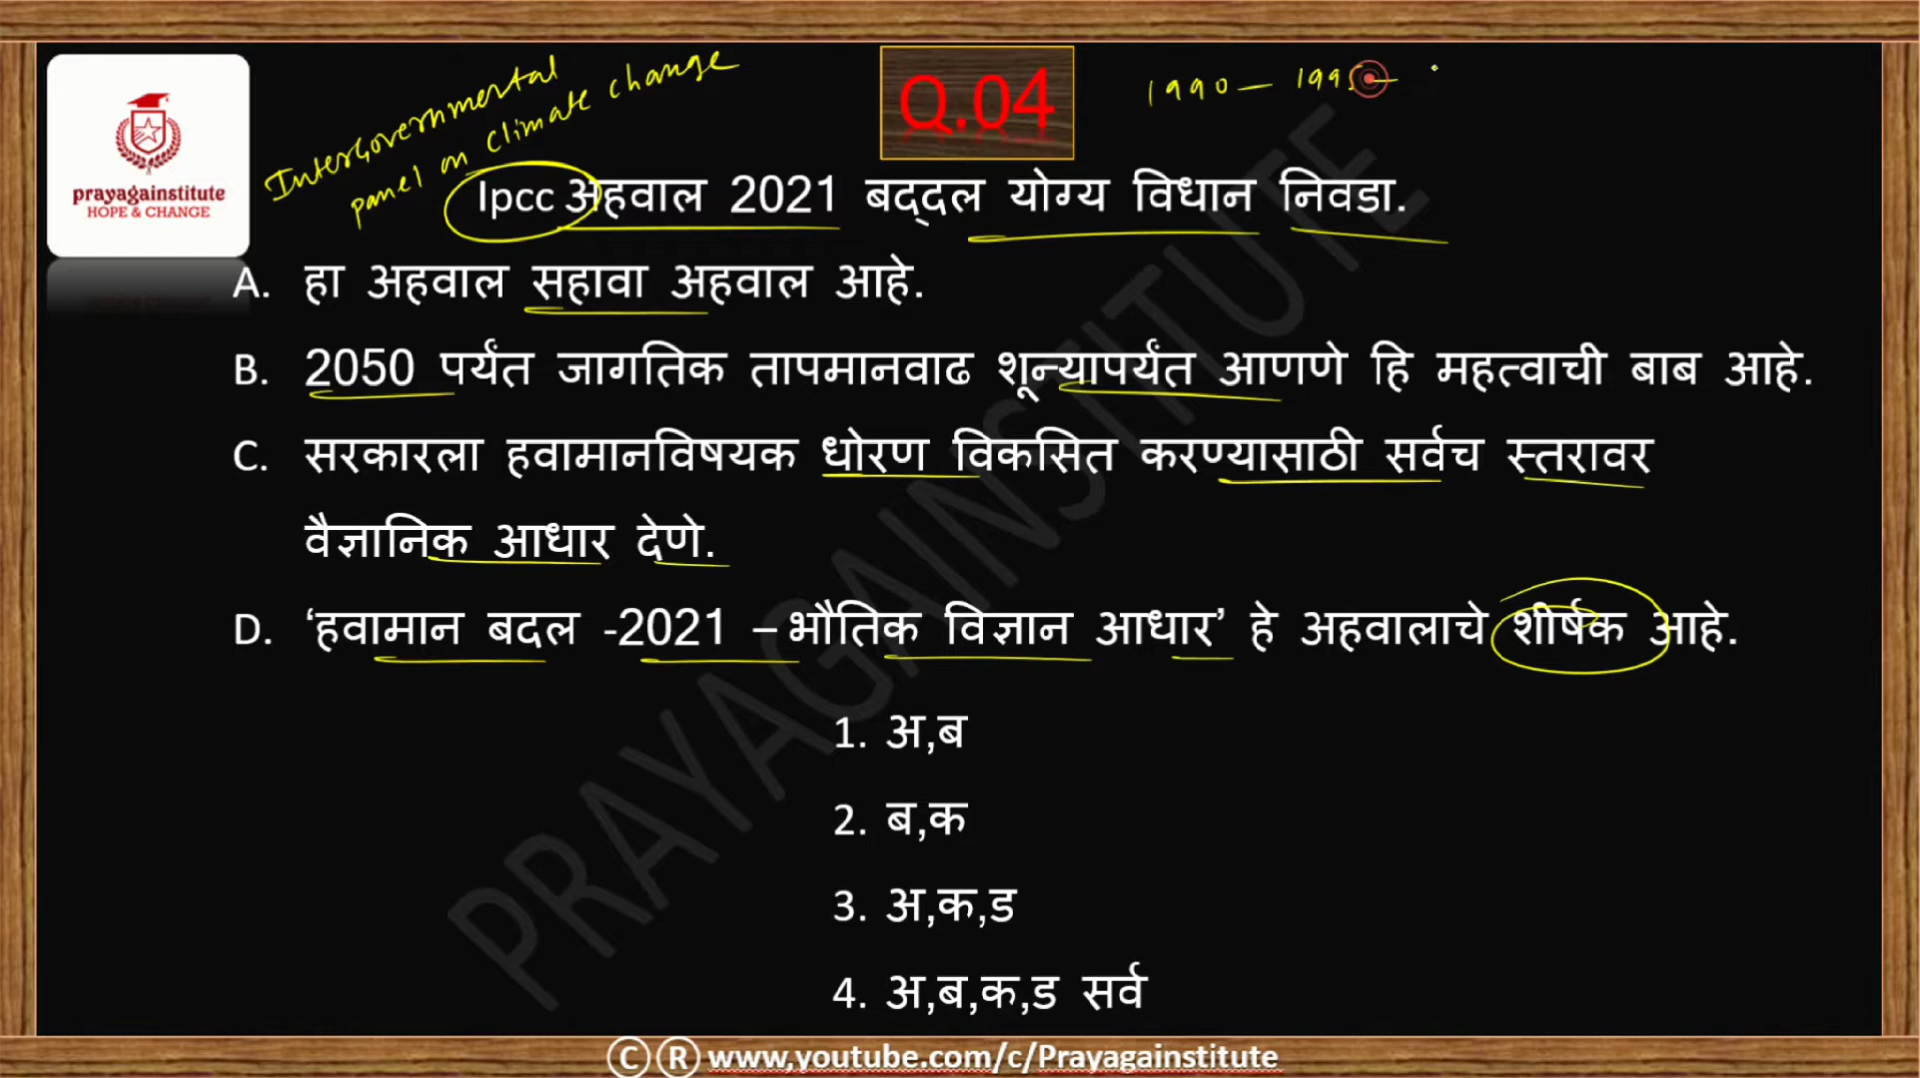 prayagainstitute
HOPE & CHANGE
InterGovernmental
panel on climate change
Q.04
1990 – 1995 –
Ipcc अहवाल 2021 बद्दल योग्य विधान निवडा.
A. हा अहवाल सहावा अहवाल आहे.
B. 2050 पर्यंत जागतिक तापमानवाढ शून्यापर्यंत आणणे हि महत्वाची बाब आहे.
C. सरकारला हवामानविषयक धोरण विकसित करण्यासाठी सर्वच स्तरावर
वैज्ञानिक आधार देणे.
D. ‘हवामान बदल -2021 – भौतिक विज्ञान आधार’ हे अहवालाचे शीर्षक आहे.
1. अ,ब
2. ब,क
3. अ,क,ड
4. अ,ब,क,ड सर्व
PRAYAGAINSTITUTE
Ⓒ Ⓡ www,youtube.com/c/Prayagainstitute